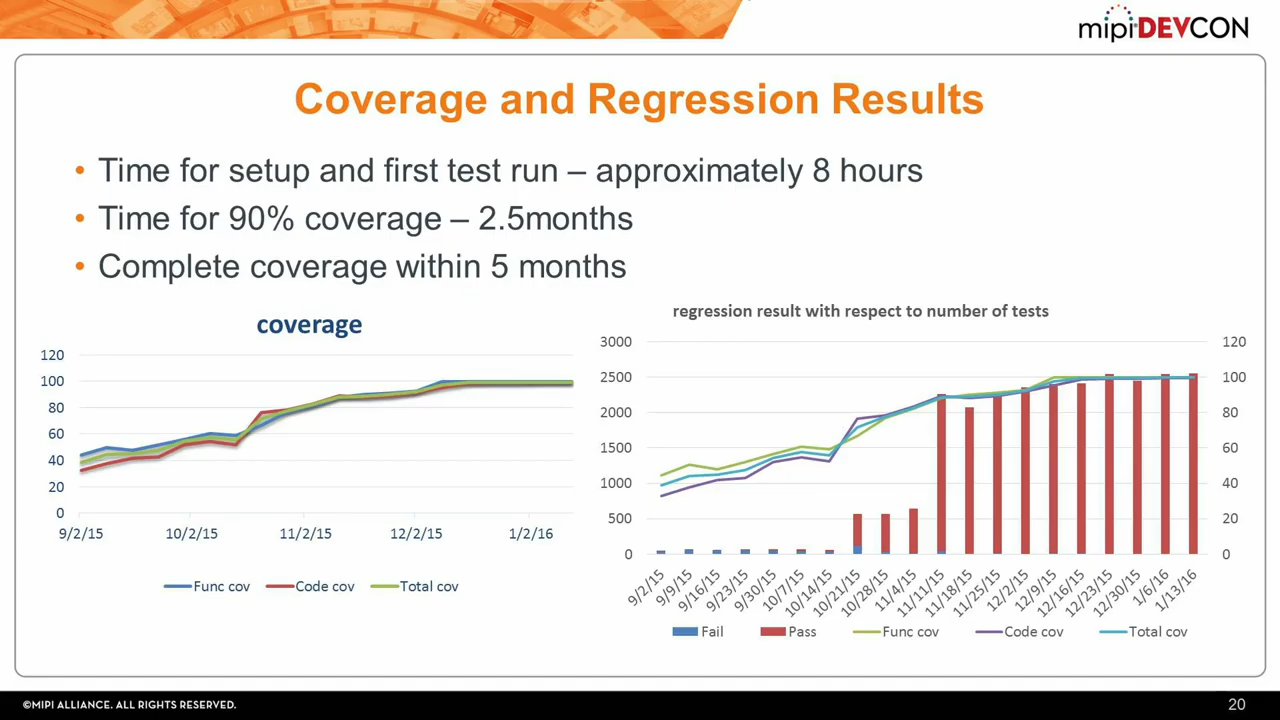 mipi DEVCON
Coverage and Regression Results
• Time for setup and first test run – approximately 8 hours
• Time for 90% coverage – 2.5months
• Complete coverage within 5 months
coverage
120
100
80
60
40
20
0
9/2/15 10/2/15 11/2/15 12/2/15 1/2/16
Func cov Code cov Total cov
regression result with respect to number of tests
3000 120
2500 100
2000 80
1500 60
1000 40
500 20
0 0
9/2/15 9/9/15 9/16/15 9/23/15 9/30/15 10/7/15 10/14/15 10/21/15 10/28/15 11/4/15 11/11/15 11/18/15 11/25/15 12/2/15 12/9/15 12/16/15 12/23/15 12/30/15 1/6/16 1/13/16
Fail Pass Func cov Code cov Total cov
©MIPI ALLIANCE. ALL RIGHTS RESERVED. 20